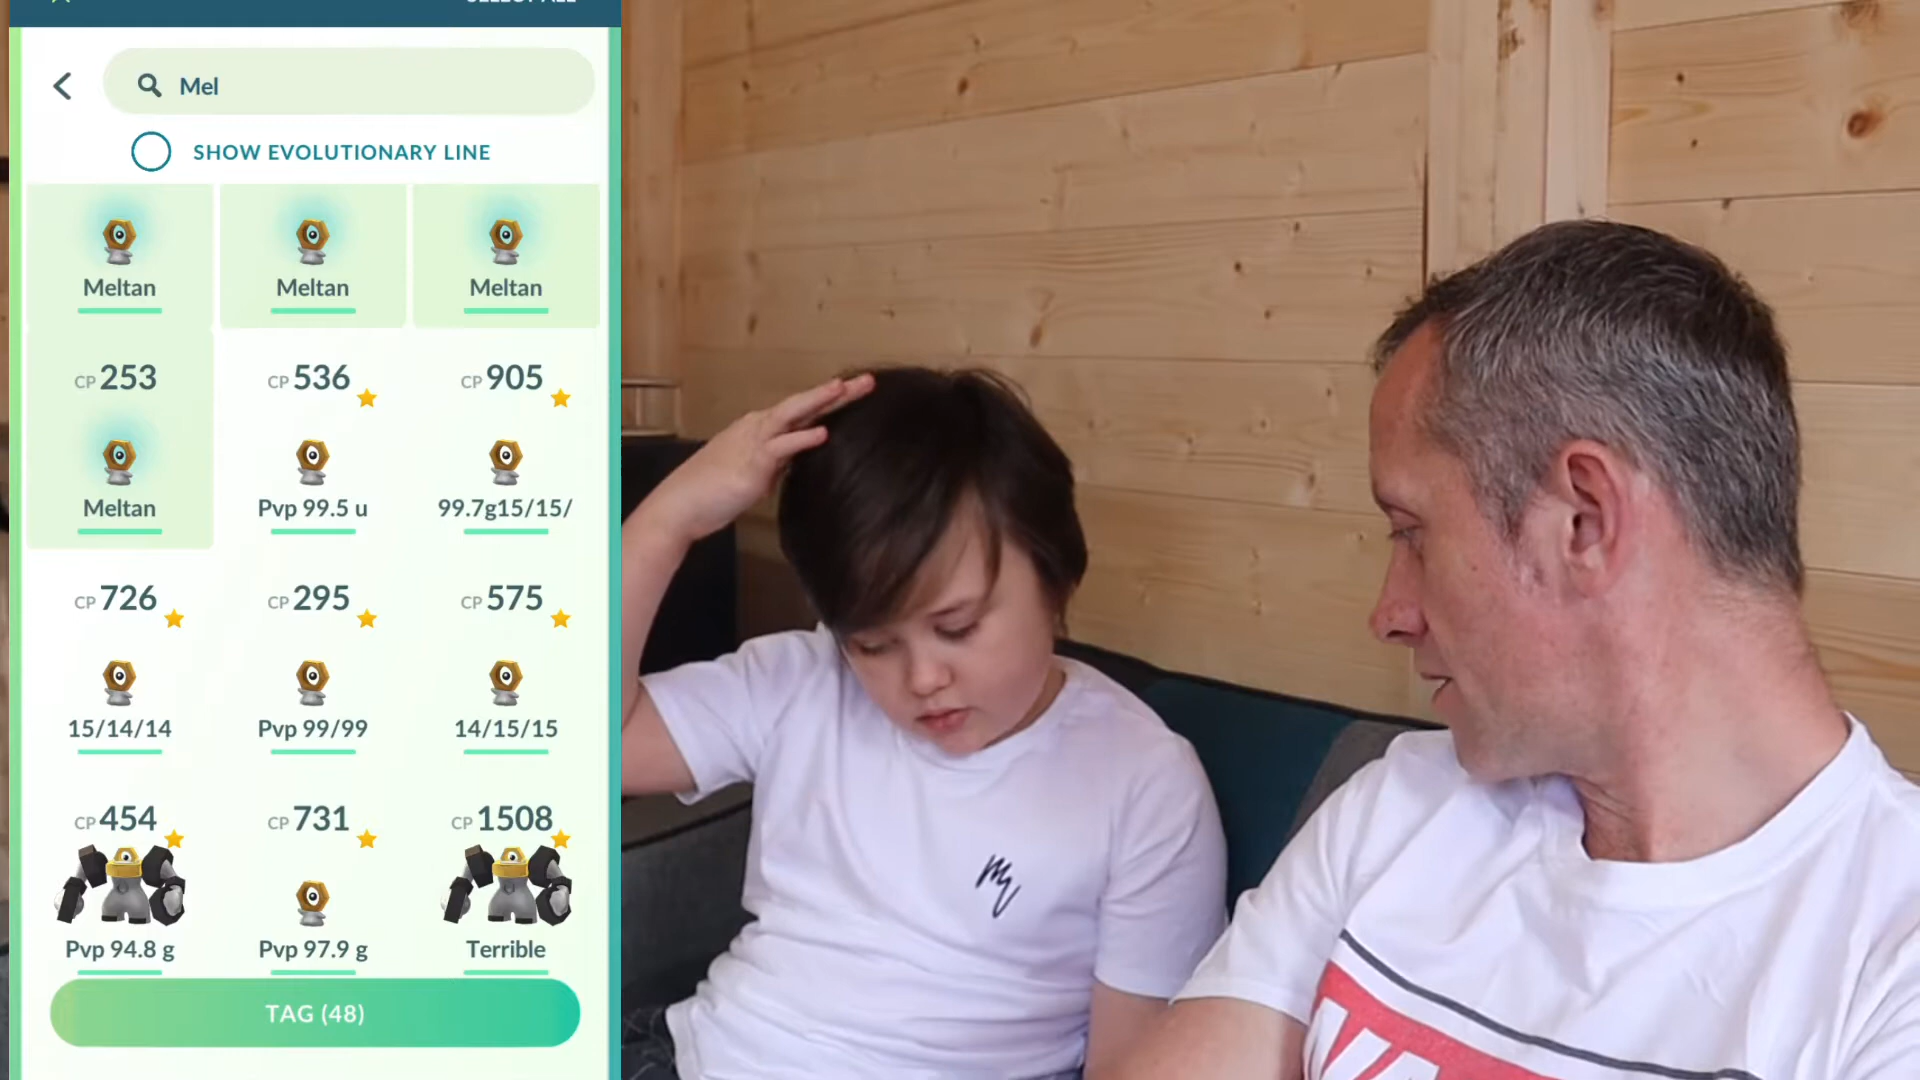 Mel
SHOW EVOLUTIONARY LINE
Meltan Meltan Meltan
CP 253 CP 536 CP 905
Meltan Pvp 99.5 u 99.7g15/15/
CP 726 CP 295 CP 575
15/14/14 Pvp 99/99 14/15/15
CP 454 CP 731 CP 1508
Pvp 94.8 g Pvp 97.9 g Terrible
TAG (48)